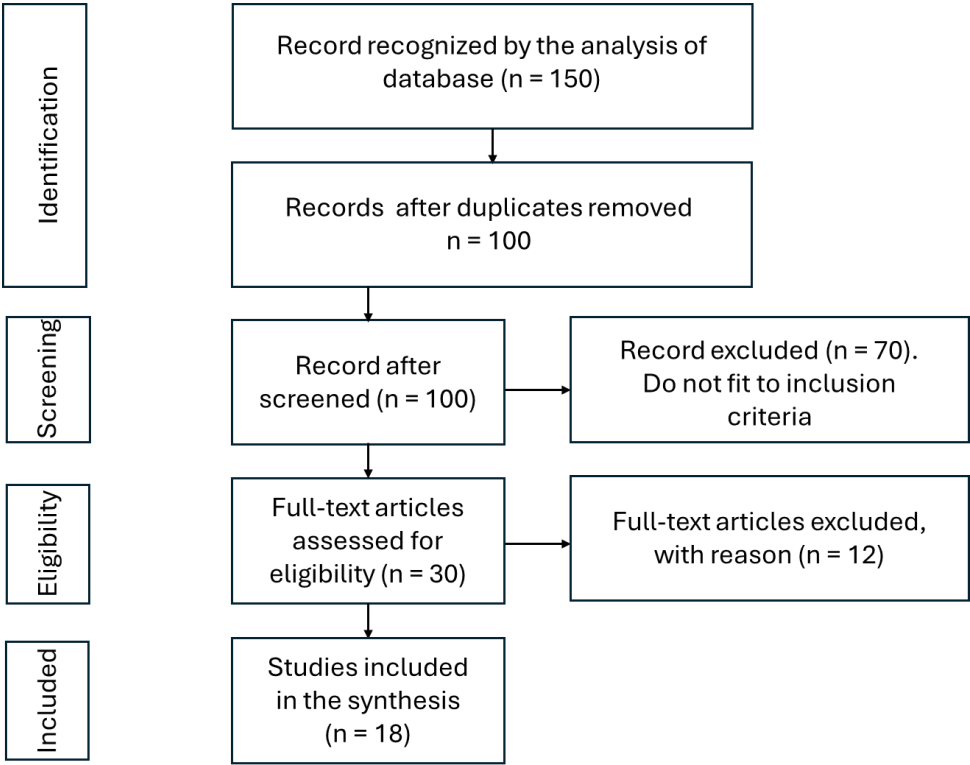 Identification
Record recognized by the analysis of
database (n = 150)
Records  after duplicates removed
n = 100
Screening
Record after
screened (n = 100)
Record excluded (n = 70).
Do not fit to inclusion
criteria
Eligibility
Full-text articles
assessed for
eligibility (n = 30)
Full-text articles excluded,
with reason (n = 12)
Included
Studies included
in the synthesis
(n = 18)